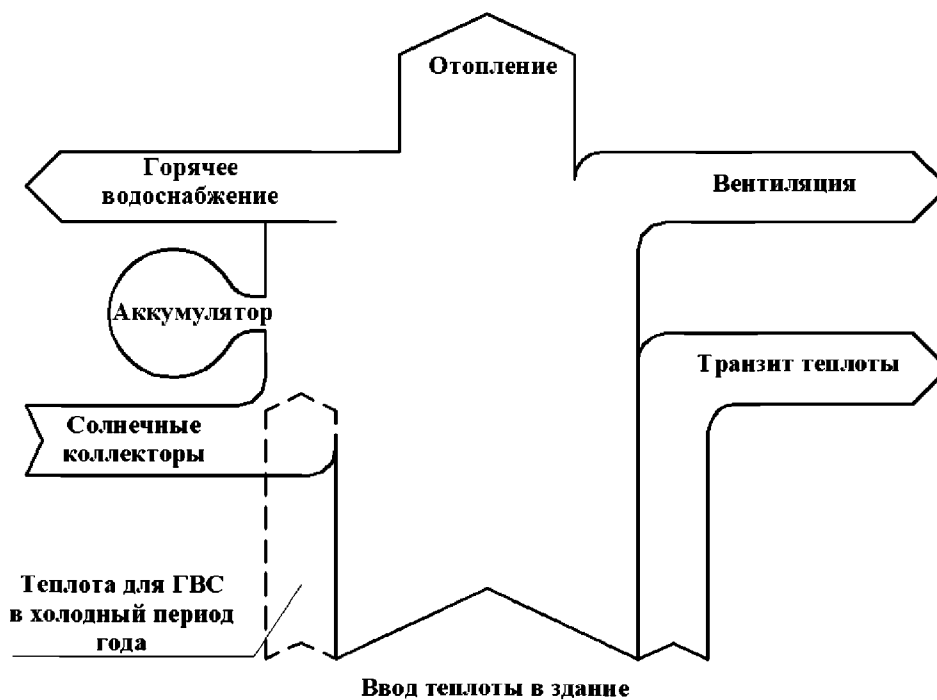 Отопление
Горячее
водоснабжение
Вентиляция
Аккумулятор
Транзит теплоты
Солнечные
коллекторы
Теплота для ГВС
в холодный период
года
Ввод теплоты в здание